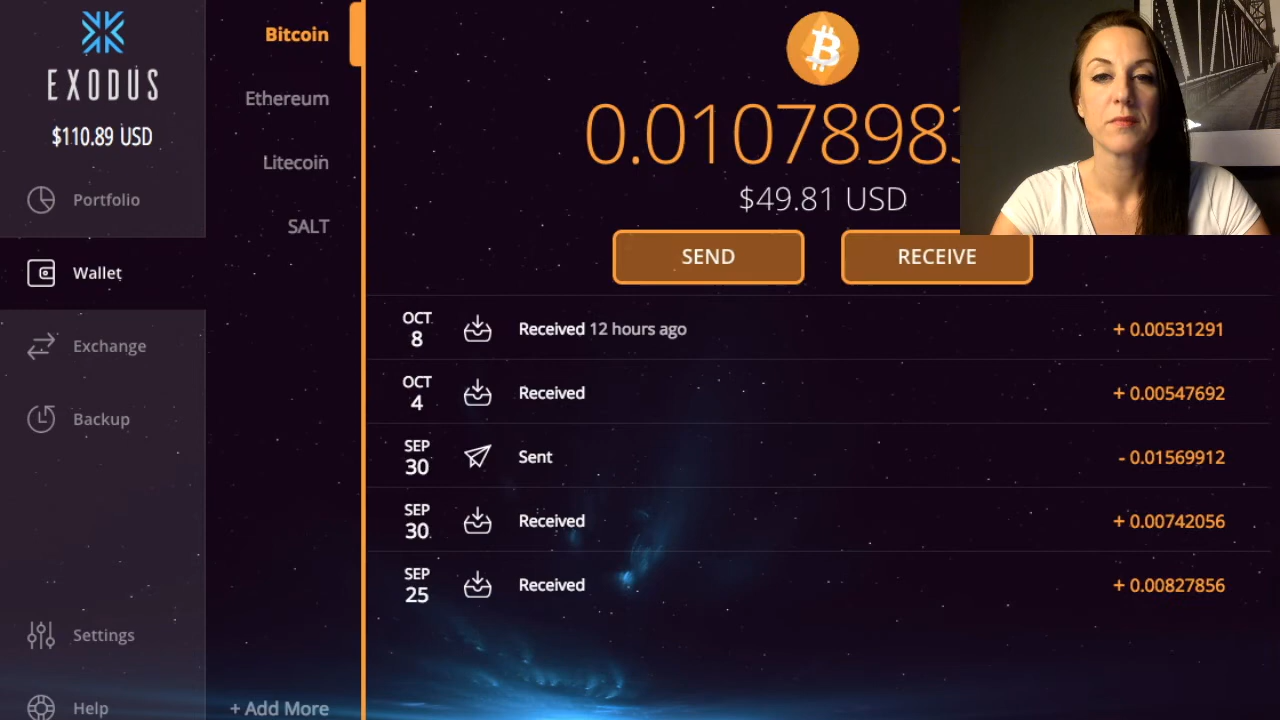 EXODUS
$110.89 USD
Portfolio
Wallet
Exchange
Backup
Settings
Help
Bitcoin
Ethereum
Litecoin
SALT
+ Add More
0.0107898
$49.81 USD
SEND
RECEIVE
OCT 8 Received 12 hours ago + 0.00531291
OCT 4 Received + 0.00547692
SEP 30 Sent - 0.01569912
SEP 30 Received + 0.00742056
SEP 25 Received + 0.00827856